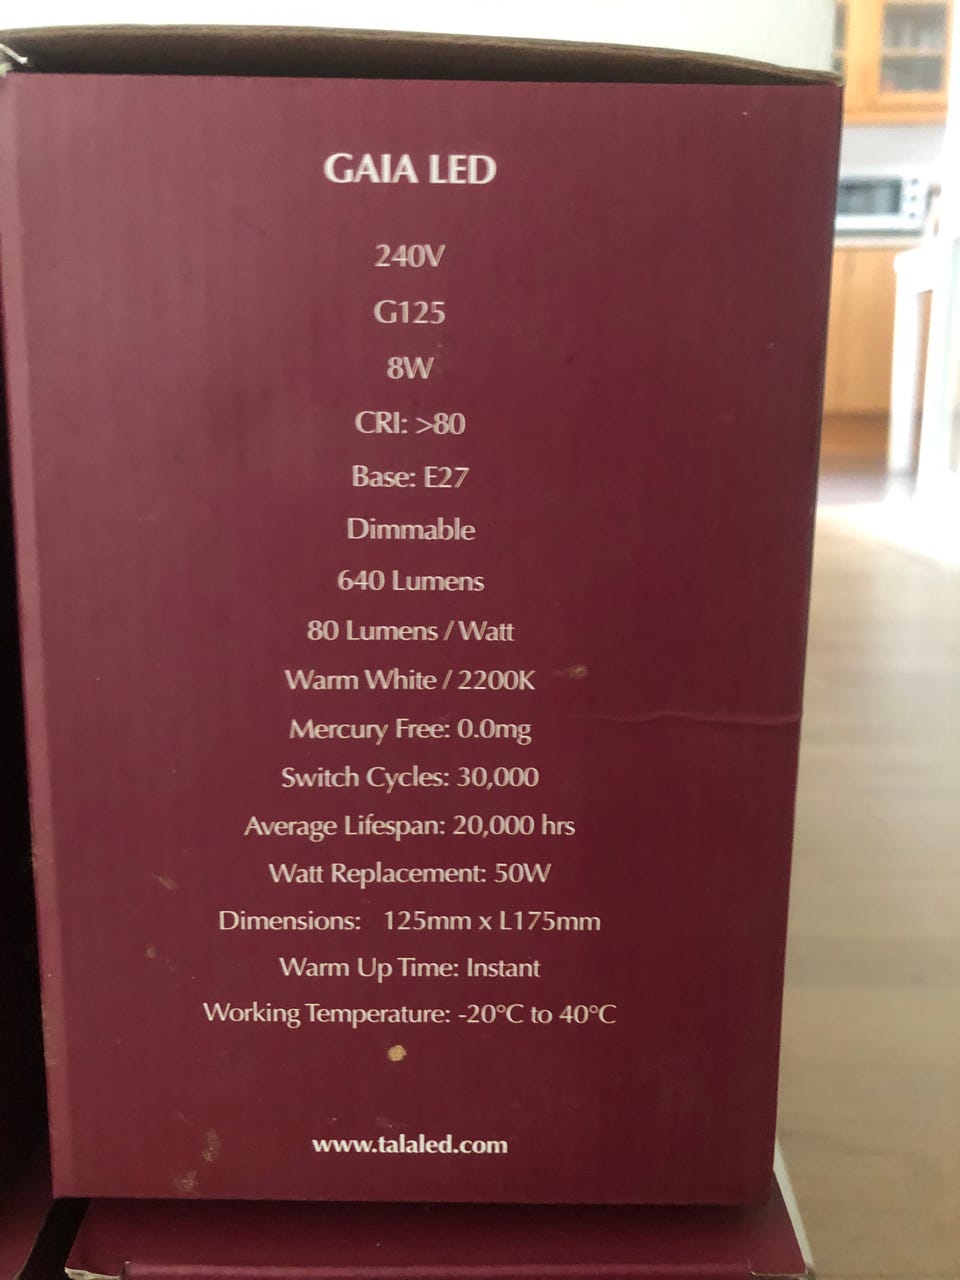 GAIA LED
240V
G125
8W
CRI: >80
Base: E27
Dimmable
640 Lumens
80 Lumens / Watt
Warm White / 2200K
Mercury Free: 0.0mg
Switch Cycles: 30,000
Average Lifespan: 20,000 hrs
Watt Replacement: 50W
Dimensions: 125mm x L175mm
Warm Up Time: Instant
Working Temperature: -20°C to 40°C
www.talaled.com